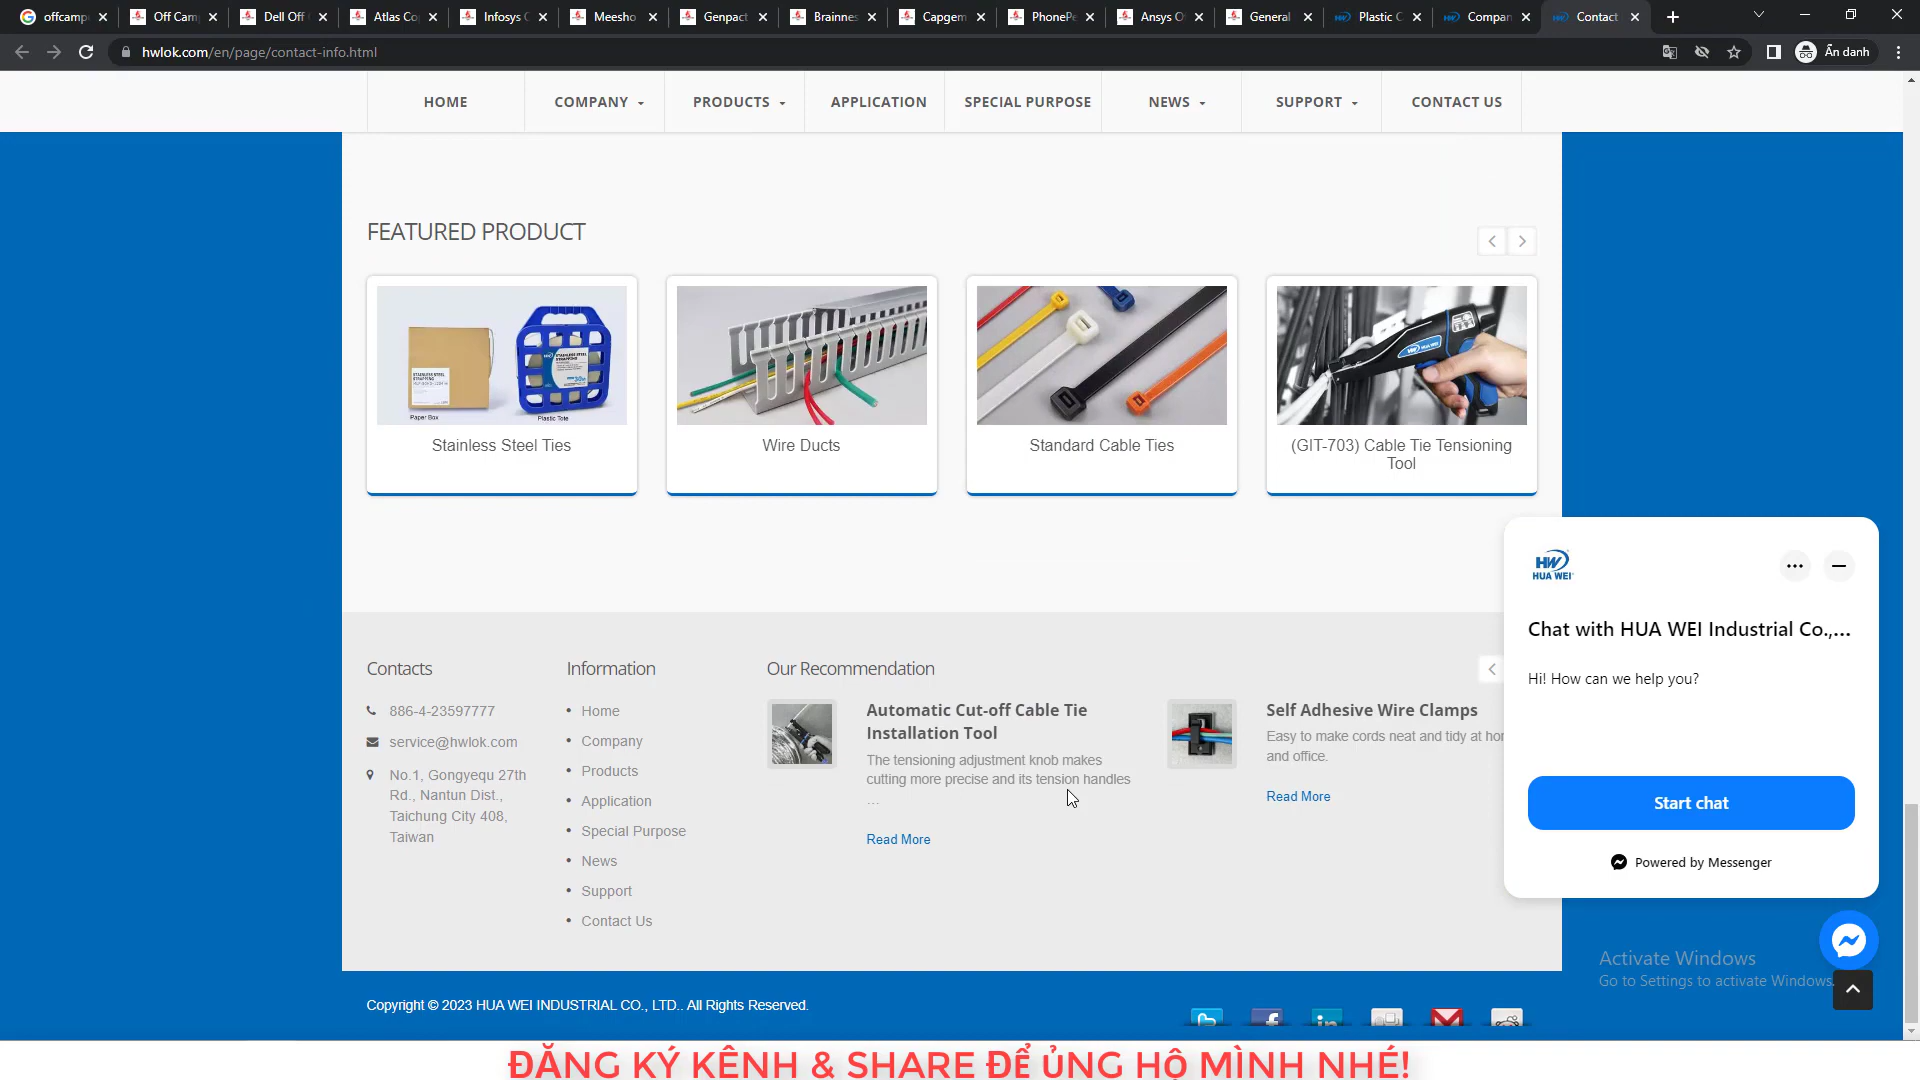 offcamp
Off Camp
Dell Off
Atlas Co
Infosys
Meesho
Genpact
Brainnes
Capgem
PhonePe
Ansys O
General
Plastic C
Compan
Contact
hwlok.com/en/page/contact-info.html
Ẩn danh
HOME
COMPANY
PRODUCTS
APPLICATION
SPECIAL PURPOSE
NEWS
SUPPORT
CONTACT US
FEATURED PRODUCT
Paper Box
Plastic Tote
Stainless Steel Ties
Wire Ducts
Standard Cable Ties
(GIT-703) Cable Tie Tensioning
Tool
Contacts
886-4-23597777
service@hwlok.com
No.1, Gongyequ 27th
Rd., Nantun Dist.,
Taichung City 408,
Taiwan
Information
Home
Company
Products
Application
Special Purpose
News
Support
Contact Us
Our Recommendation
Automatic Cut-off Cable Tie
Installation Tool
The tensioning adjustment knob makes
cutting more precise and its tension handles
...
Read More
Self Adhesive Wire Clamps
Easy to make cords neat and tidy at hom
and office.
Read More
HW
HUA WEI
Chat with HUA WEI Industrial Co.,...
Hi! How can we help you?
Start chat
Powered by Messenger
Activate Windows
Go to Settings to activate Windows.
Copyright © 2023 HUA WEI INDUSTRIAL CO., LTD.. All Rights Reserved.
ĐĂNG KÝ KÊNH & SHARE ĐỂ ỦNG HỘ MÌNH NHÉ!